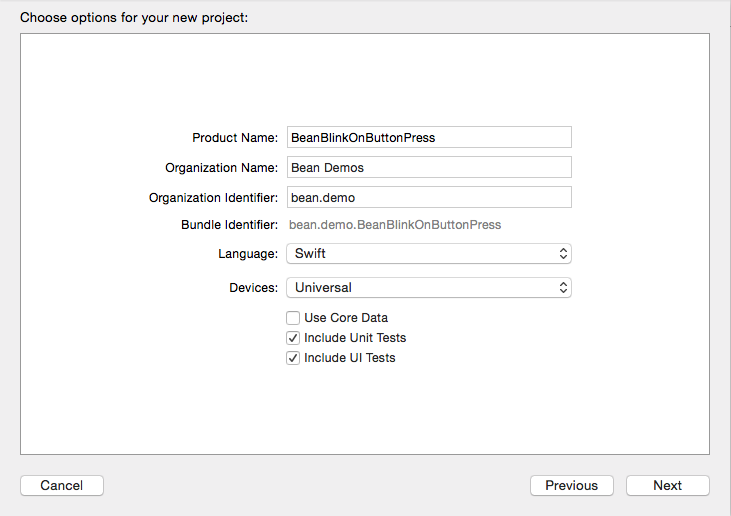 Choose options for your new project:
Product Name: BeanBlinkOnButtonPress
Organization Name: Bean Demos
Organization Identifier: bean.demo
Bundle Identifier: bean.demo.BeanBlinkOnButtonPress
Language: Swift
Devices: Universal
Use Core Data
Include Unit Tests
Include UI Tests
Cancel Previous Next